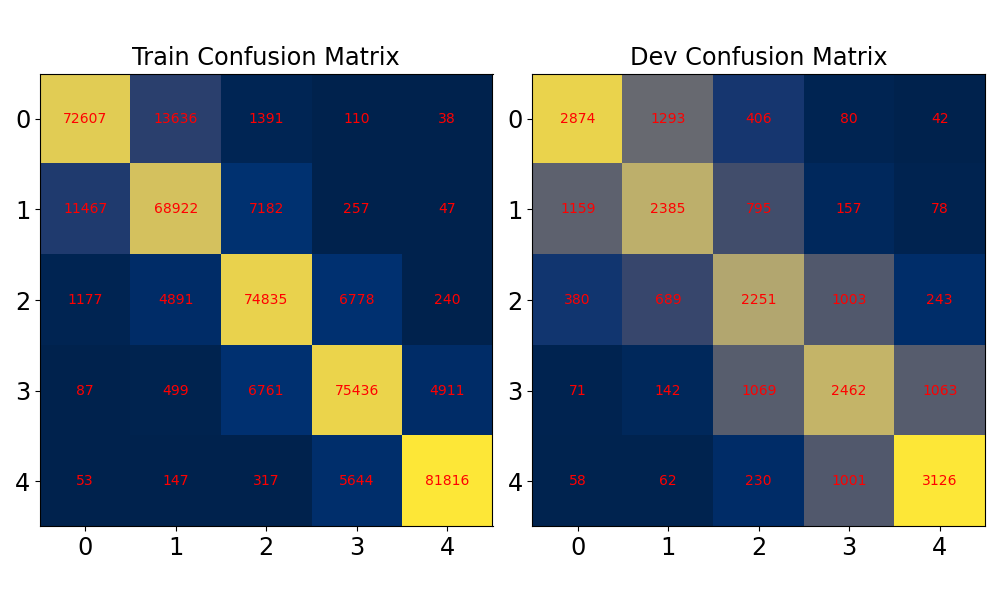 Train Confusion Matrix
0 72607 13636 1391 110 38
1 11467 68922 7182 257 47
2 1177 4891 74835 6778 240
3 87 499 6761 75436 4911
4 53 147 317 5644 81816
0 1 2 3 4
Dev Confusion Matrix
0 2874 1293 406 80 42
1 1159 2385 795 157 78
2 380 689 2251 1003 243
3 71 142 1069 2462 1063
4 58 62 230 1001 3126
0 1 2 3 4